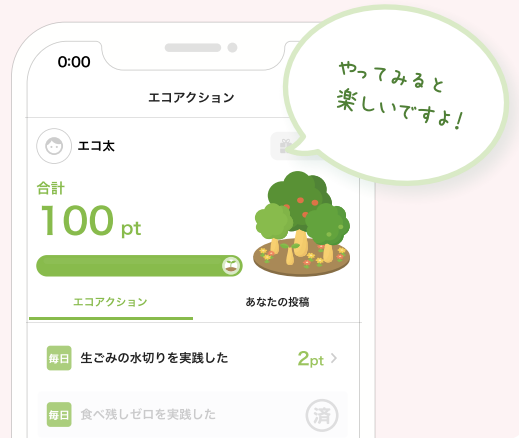 やってみると
楽しいですよ！
0:00
エコアクション
エコ太
合計
100 pt
エコアクション
あなたの投稿
毎日 生ごみの水切りを実践した 2pt
毎日 食べ残しゼロを実践した 済